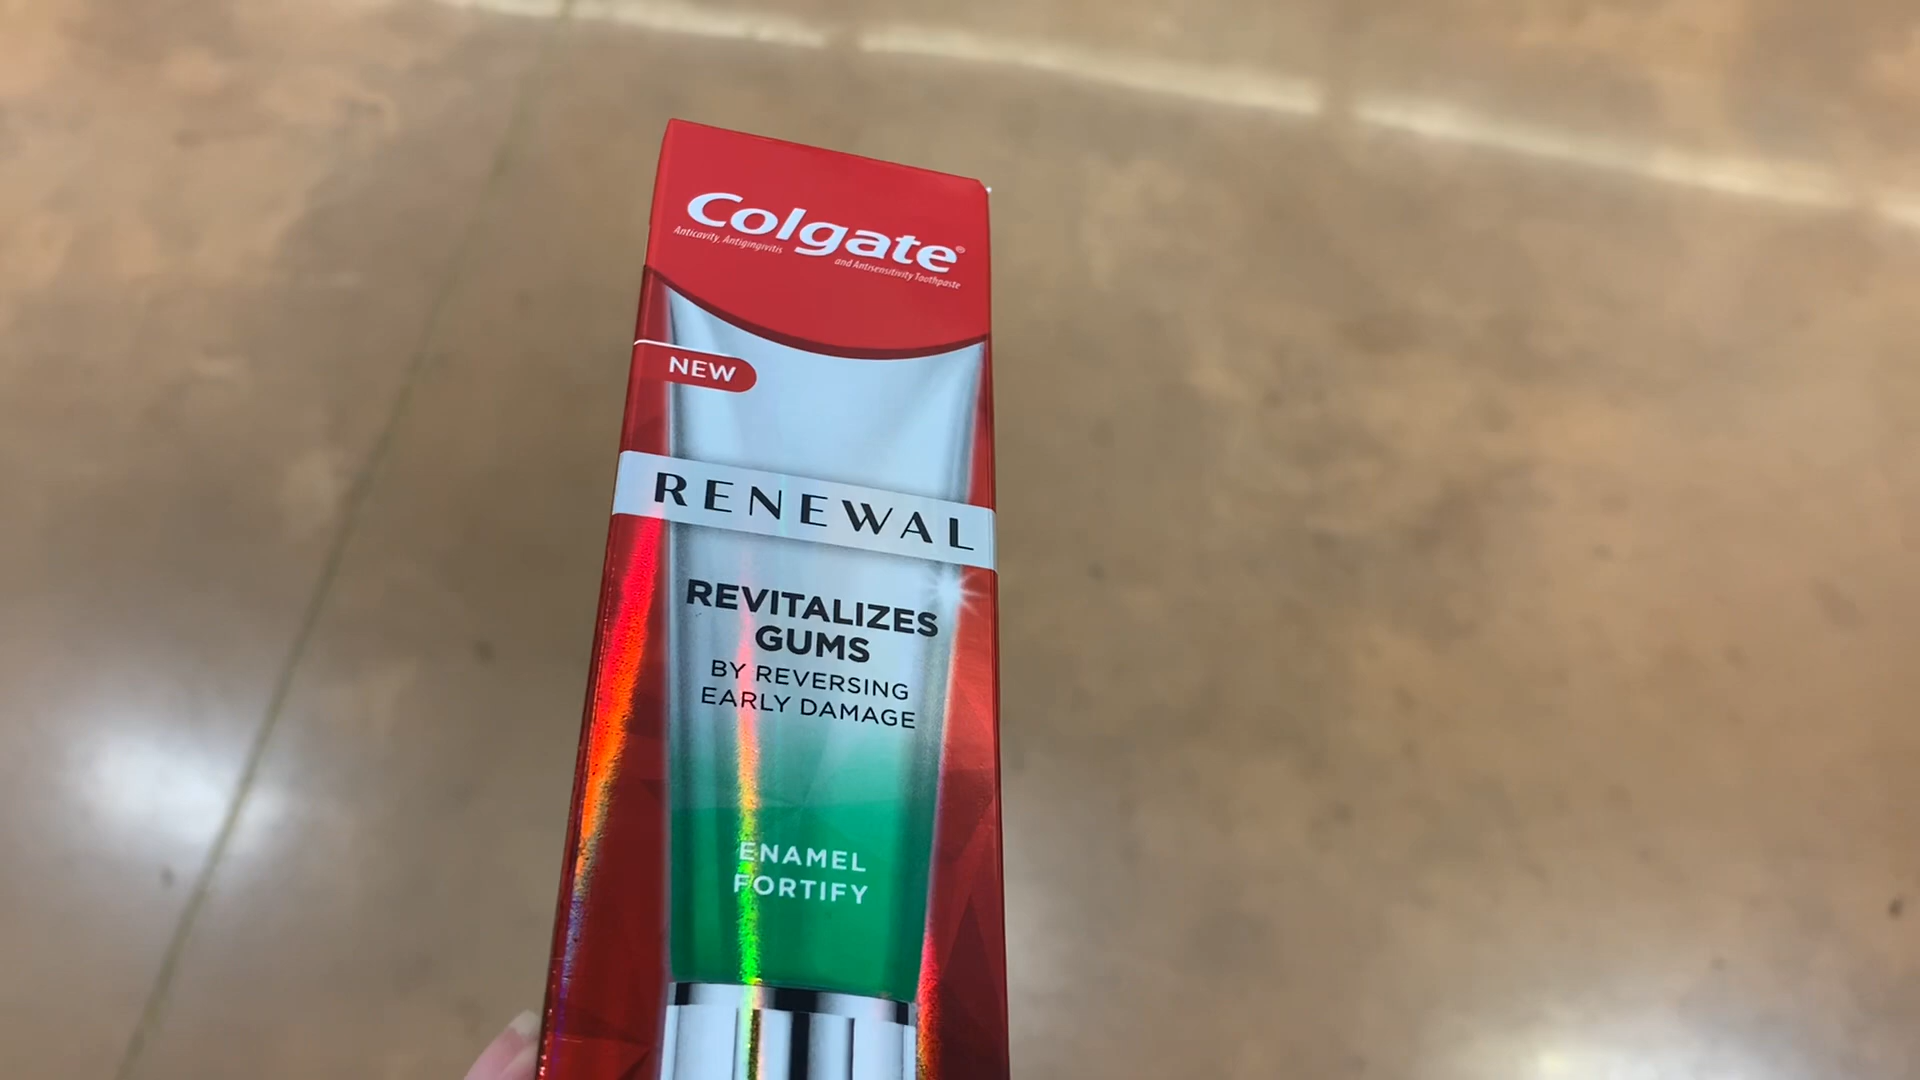 Colgate®
Anticavity, Antigingivitis
and Antisensitivity Toothpaste
NEW
RENEWAL
REVITALIZES
GUMS
BY REVERSING
EARLY DAMAGE
ENAMEL
FORTIFY